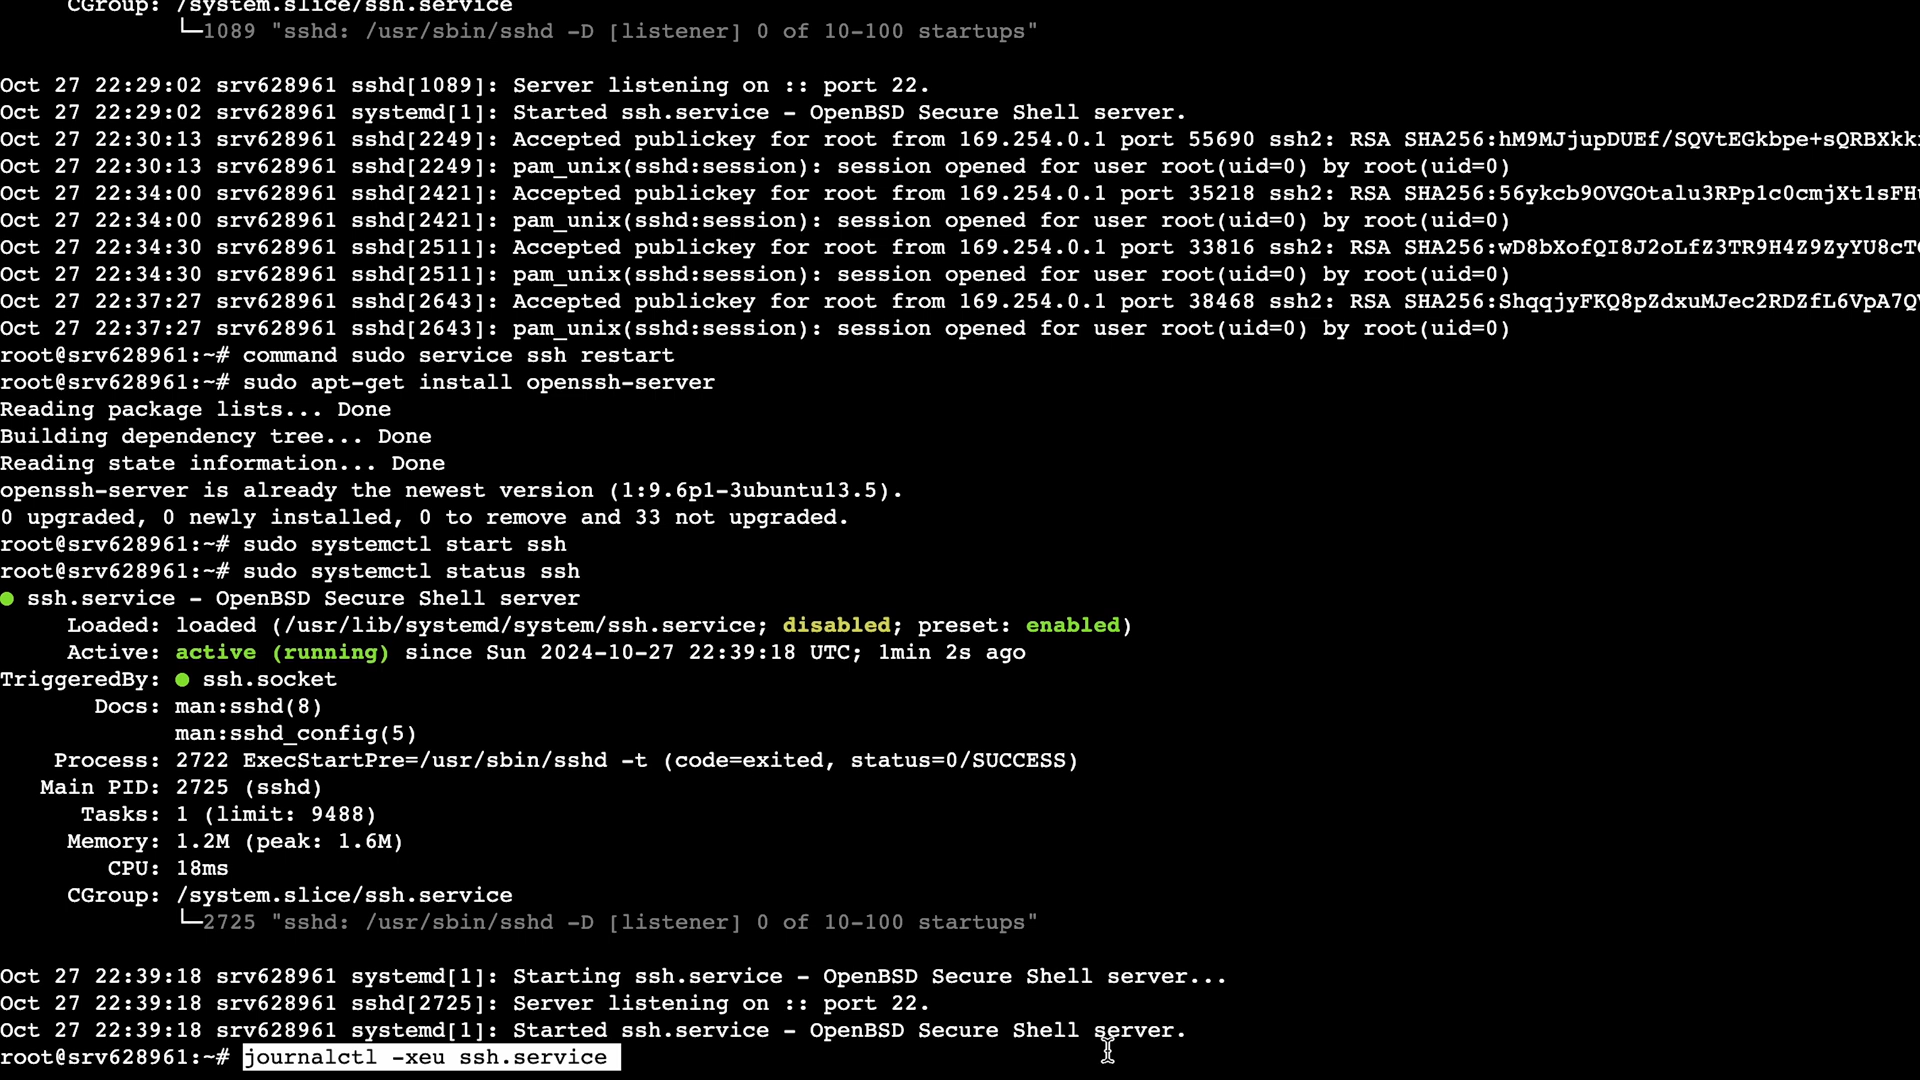 CGroup: /system.slice/ssh.service
└─1089 "sshd: /usr/sbin/sshd -D [listener] 0 of 10-100 startups"
Oct 27 22:29:02 srv628961 sshd[1089]: Server listening on :: port 22.
Oct 27 22:29:02 srv628961 systemd[1]: Started ssh.service - OpenBSD Secure Shell server.
Oct 27 22:30:13 srv628961 sshd[2249]: Accepted publickey for root from 169.254.0.1 port 55690 ssh2: RSA SHA256:hM9MJjupDUEf/SQVtEGkbpe+sQRBXkk
Oct 27 22:30:13 srv628961 sshd[2249]: pam_unix(sshd:session): session opened for user root(uid=0) by root(uid=0)
Oct 27 22:34:00 srv628961 sshd[2421]: Accepted publickey for root from 169.254.0.1 port 35218 ssh2: RSA SHA256:56ykcb9OVGOtalu3RPp1c0cmjXt1sFH
Oct 27 22:34:00 srv628961 sshd[2421]: pam_unix(sshd:session): session opened for user root(uid=0) by root(uid=0)
Oct 27 22:34:30 srv628961 sshd[2511]: Accepted publickey for root from 169.254.0.1 port 33816 ssh2: RSA SHA256:wD8bXofQI8J2oLfZ3TR9H4Z9ZyYU8cT
Oct 27 22:34:30 srv628961 sshd[2511]: pam_unix(sshd:session): session opened for user root(uid=0) by root(uid=0)
Oct 27 22:37:27 srv628961 sshd[2643]: Accepted publickey for root from 169.254.0.1 port 38468 ssh2: RSA SHA256:ShqqjyFKQ8pZdxuMJec2RDZfL6VpA7Q
Oct 27 22:37:27 srv628961 sshd[2643]: pam_unix(sshd:session): session opened for user root(uid=0) by root(uid=0)
root@srv628961:~# command sudo service ssh restart
root@srv628961:~# sudo apt-get install openssh-server
Reading package lists... Done
Building dependency tree... Done
Reading state information... Done
openssh-server is already the newest version (1:9.6p1-3ubuntu13.5).
0 upgraded, 0 newly installed, 0 to remove and 33 not upgraded.
root@srv628961:~# sudo systemctl start ssh
root@srv628961:~# sudo systemctl status ssh
● ssh.service - OpenBSD Secure Shell server
Loaded: loaded (/usr/lib/systemd/system/ssh.service; disabled; preset: enabled)
Active: active (running) since Sun 2024-10-27 22:39:18 UTC; 1min 2s ago
TriggeredBy: ● ssh.socket
Docs: man:sshd(8)
man:sshd_config(5)
Process: 2722 ExecStartPre=/usr/sbin/sshd -t (code=exited, status=0/SUCCESS)
Main PID: 2725 (sshd)
Tasks: 1 (limit: 9488)
Memory: 1.2M (peak: 1.6M)
CPU: 18ms
CGroup: /system.slice/ssh.service
└─2725 "sshd: /usr/sbin/sshd -D [listener] 0 of 10-100 startups"
Oct 27 22:39:18 srv628961 systemd[1]: Starting ssh.service - OpenBSD Secure Shell server...
Oct 27 22:39:18 srv628961 sshd[2725]: Server listening on :: port 22.
Oct 27 22:39:18 srv628961 systemd[1]: Started ssh.service - OpenBSD Secure Shell server.
root@srv628961:~# journalctl -xeu ssh.service